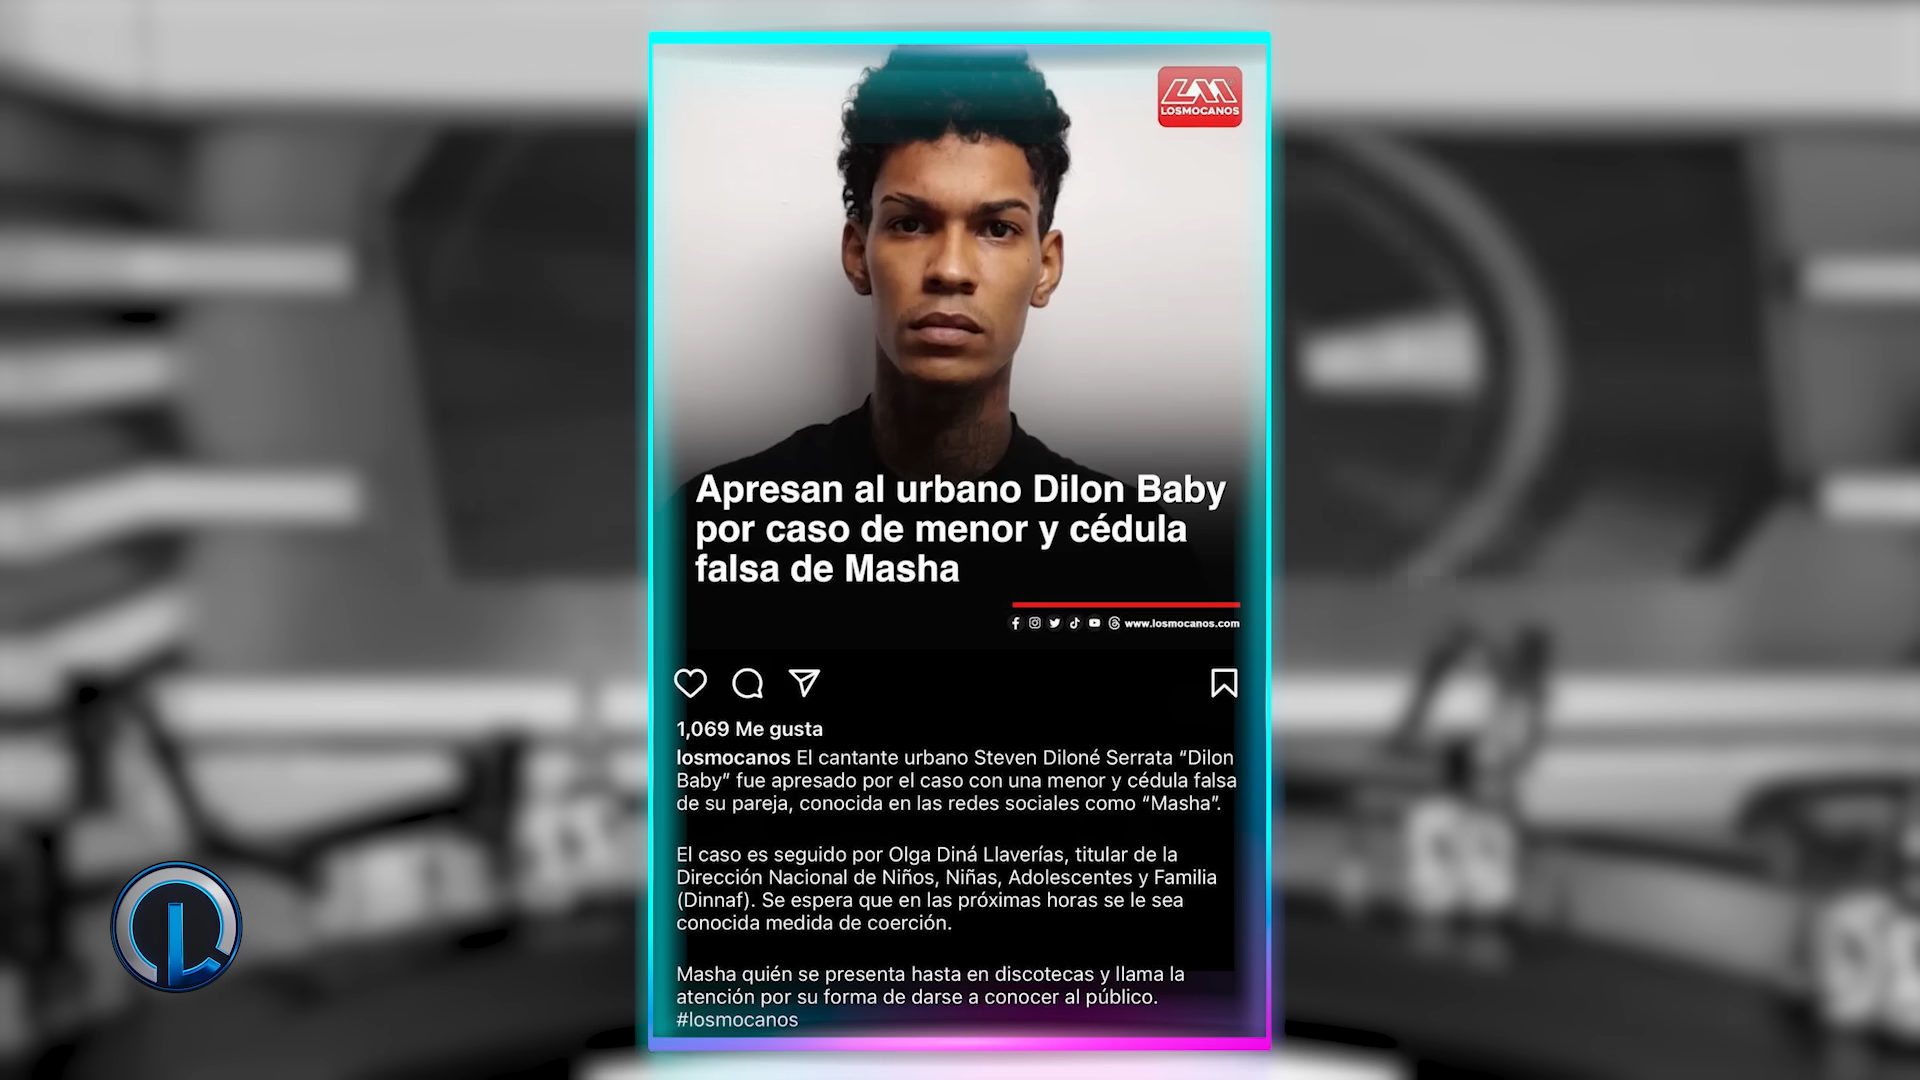 LM
LOSMOCANOS
Apresan al urbano Dilon Baby
por caso de menor y cédula
falsa de Masha
www.losmocanos.com
1,069 Me gusta
losmocanos El cantante urbano Steven Diloné Serrata “Dilon
Baby” fue apresado por el caso con una menor y cédula falsa
de su pareja, conocida en las redes sociales como “Masha”.
El caso es seguido por Olga Diná Llaverías, titular de la
Dirección Nacional de Niños, Niñas, Adolescentes y Familia
(Dinnaf). Se espera que en las próximas horas se le sea
conocida medida de coerción.
Masha quién se presenta hasta en discotecas y llama la
atención por su forma de darse a conocer al público.
#losmocanos